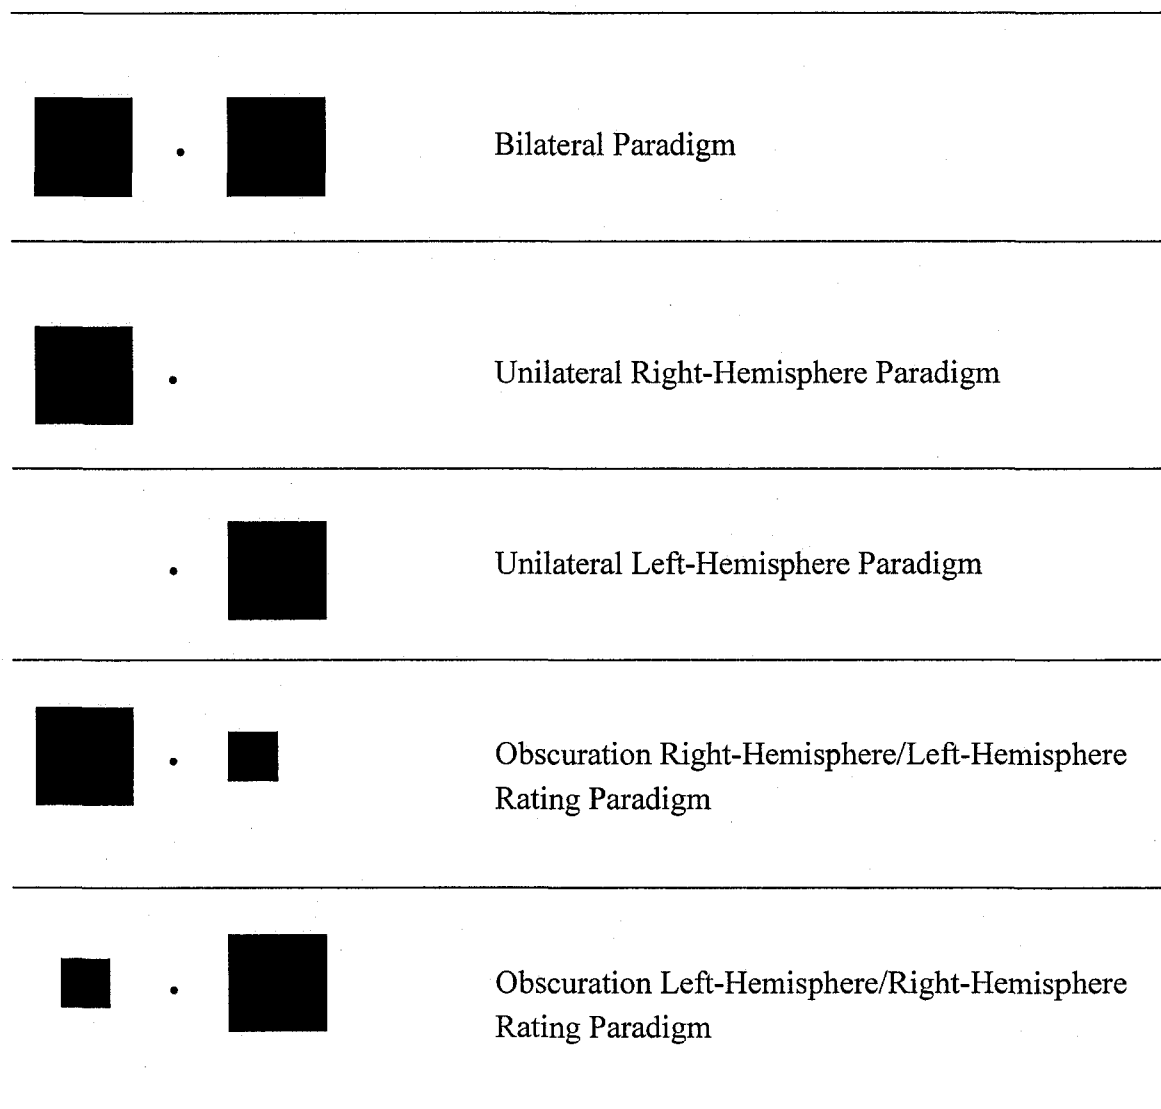 Bilateral Paradigm
Unilateral Right-Hemisphere Paradigm
Unilateral Left-Hemisphere Paradigm
Obscuration Right-Hemisphere/Left-Hemisphere
Rating Paradigm
Obscuration Left-Hemisphere/Right-Hemisphere
Rating Paradigm